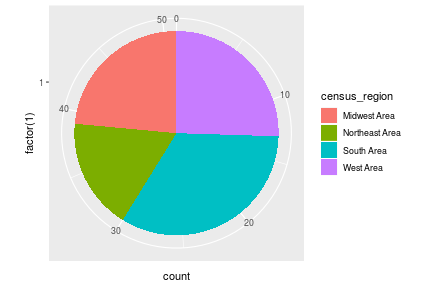 50
0
10
20
30
40
1
factor(1)
count
census_region
Midwest Area
Northeast Area
South Area
West Area